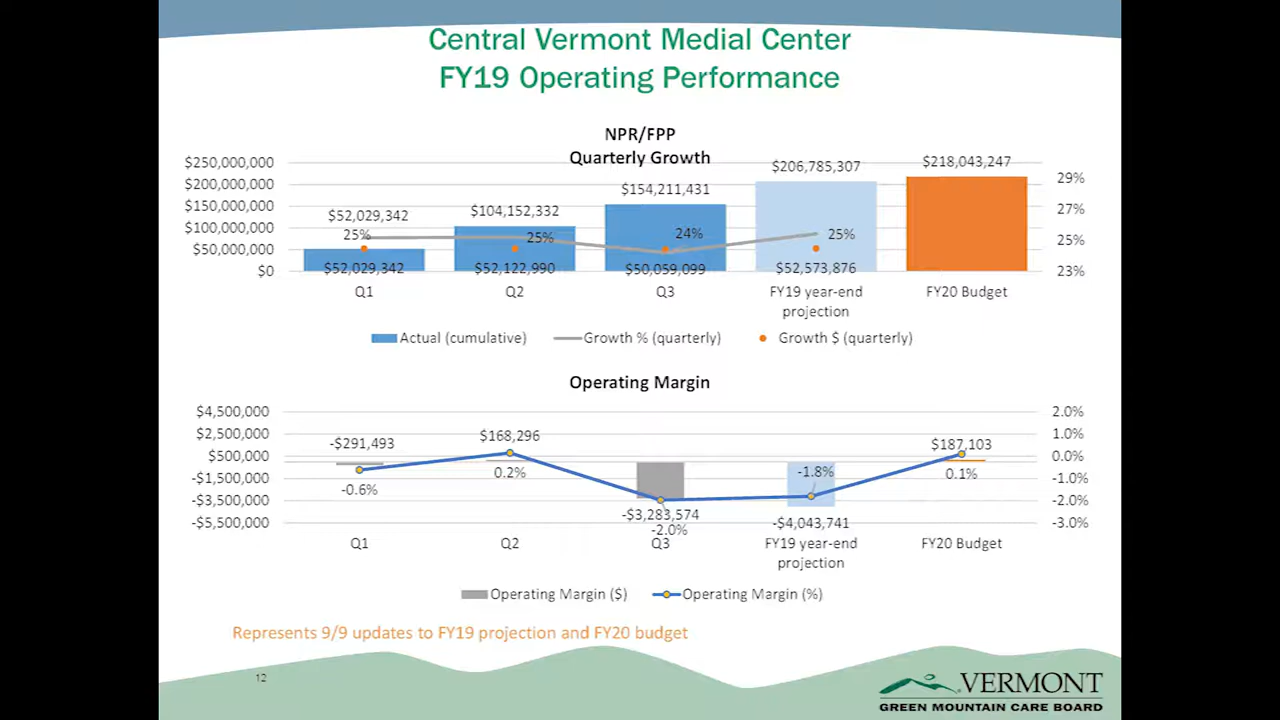 Central Vermont Medial Center
FY19 Operating Performance
NPR/FPP
Quarterly Growth
$250,000,000
$200,000,000
$150,000,000
$100,000,000
$50,000,000
$0
$52,029,342
$104,152,332
$154,211,431
$206,785,307
$218,043,247
25%
25%
24%
25%
$52,029,342
$52,122,990
$50,059,099
$52,573,876
29%
27%
25%
23%
Q1
Q2
Q3
FY19 year-end
projection
FY20 Budget
Actual (cumulative)
Growth % (quarterly)
Growth $ (quarterly)
Operating Margin
$4,500,000
$2,500,000
$500,000
-$1,500,000
-$3,500,000
-$5,500,000
-$291,493
$168,296
-$3,283,574
-$4,043,741
$187,103
-0.6%
0.2%
-2.0%
-1.8%
0.1%
2.0%
1.0%
0.0%
-1.0%
-2.0%
-3.0%
Q1
Q2
Q3
FY19 year-end
projection
FY20 Budget
Operating Margin ($)
Operating Margin (%)
Represents 9/9 updates to FY19 projection and FY20 budget
12
VERMONT
GREEN MOUNTAIN CARE BOARD